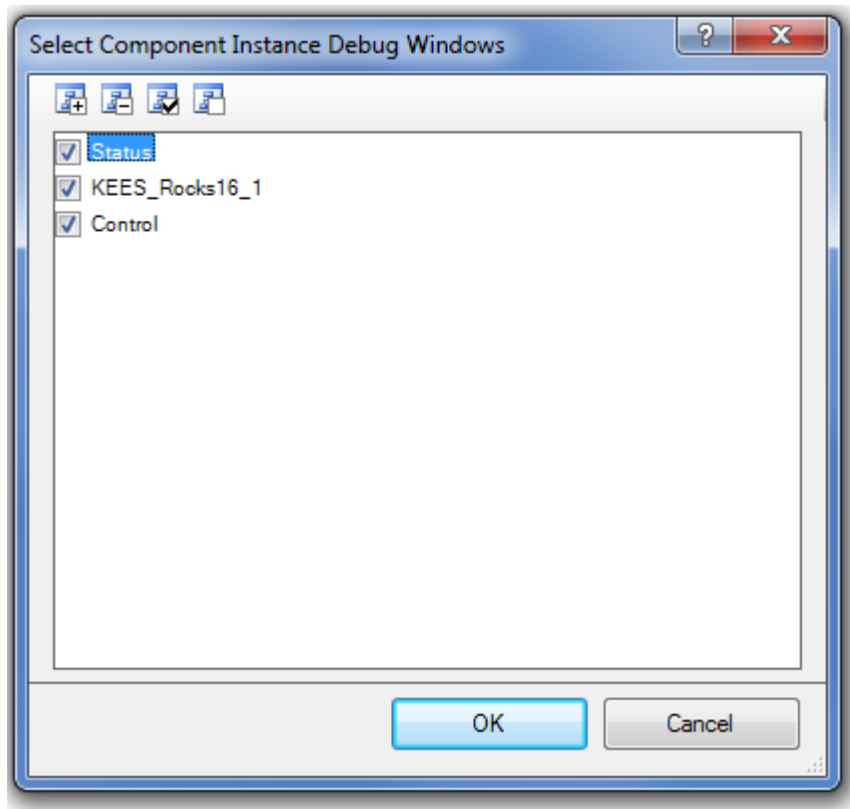 Select Component Instance Debug Windows
?
Status
KEES_Rocks16_1
Control
OK
Cancel